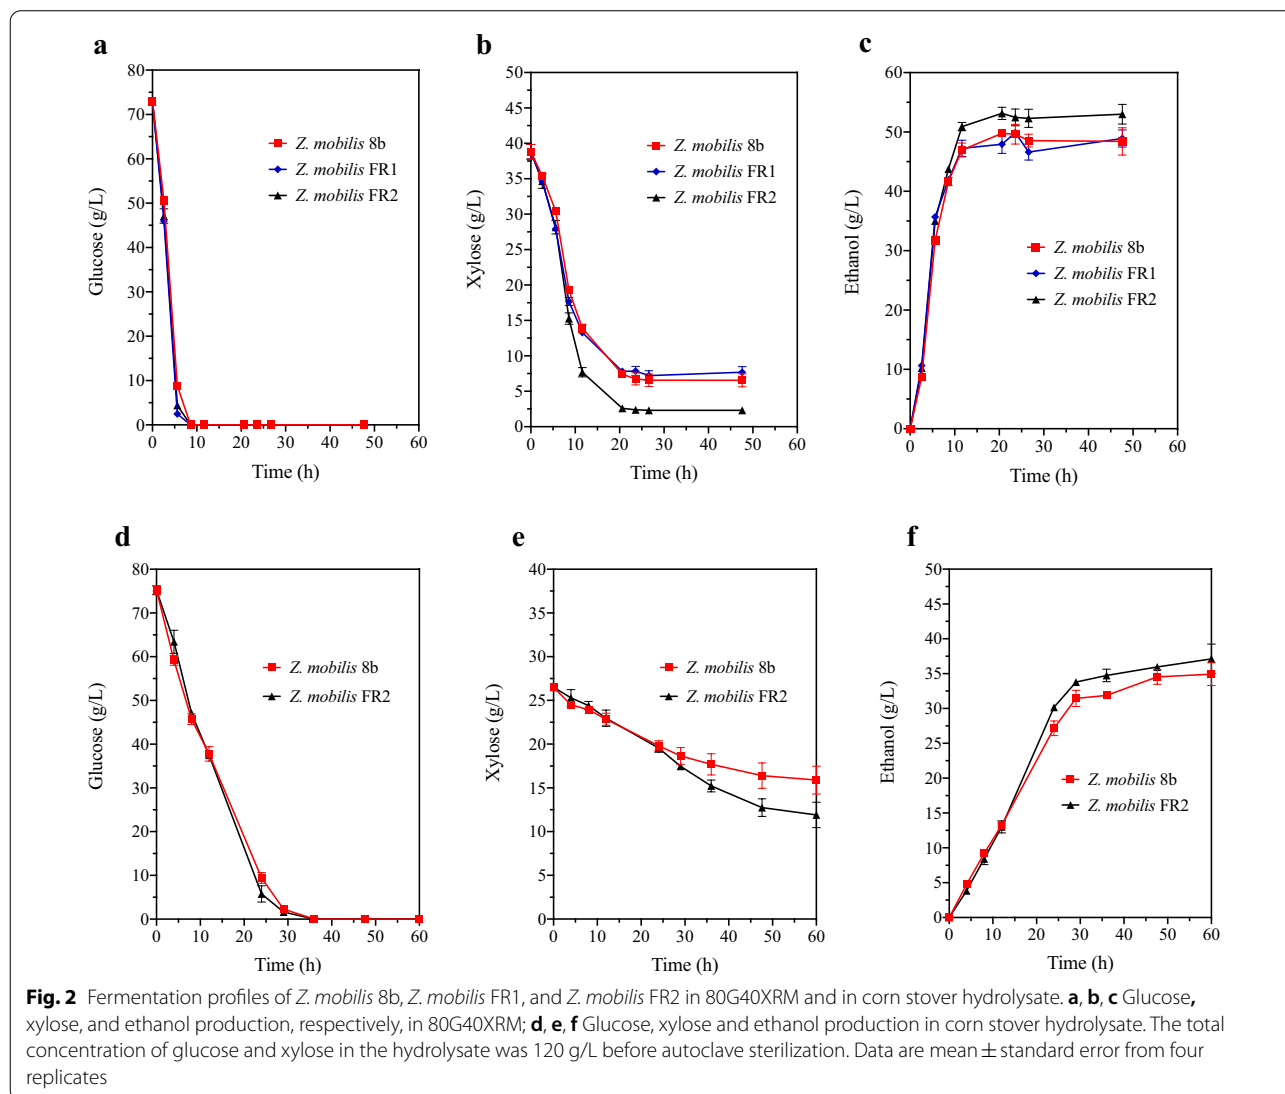 a
80
70
60
50
40
30
20
10
0
Glucose (g/L)
0 10 20 30 40 50 60
Time (h)
Z. mobilis 8b
Z. mobilis FR1
Z. mobilis FR2
b
50
45
40
35
30
25
20
15
10
5
0
Xylose (g/L)
0 10 20 30 40 50 60
Time (h)
Z. mobilis 8b
Z. mobilis FR1
Z. mobilis FR2
c
60
50
40
30
20
10
0
Ethanol (g/L)
0 10 20 30 40 50 60
Time (h)
Z. mobilis 8b
Z. mobilis FR1
Z. mobilis FR2
d
80
70
60
50
40
30
20
10
0
Glucose (g/L)
0 10 20 30 40 50 60
Time (h)
Z. mobilis 8b
Z. mobilis FR2
e
40
35
30
25
20
15
10
5
0
Xylose (g/L)
0 10 20 30 40 50 60
Time (h)
Z. mobilis 8b
Z. mobilis FR2
f
50
45
40
35
30
25
20
15
10
5
0
Ethanol (g/L)
0 10 20 30 40 50 60
Time (h)
Z. mobilis 8b
Z. mobilis FR2
Fig. 2 Fermentation profiles of Z. mobilis 8b, Z. mobilis FR1, and Z. mobilis FR2 in 80G40XRM and in corn stover hydrolysate. a, b, c Glucose,
xylose, and ethanol production, respectively, in 80G40XRM; d, e, f Glucose, xylose and ethanol production in corn stover hydrolysate. The total
concentration of glucose and xylose in the hydrolysate was 120 g/L before autoclave sterilization. Data are mean ± standard error from four
replicates